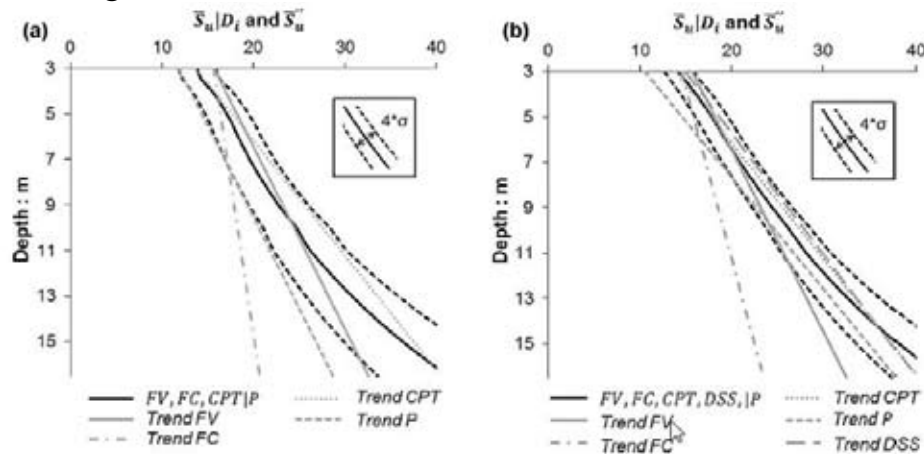 (a)
S̅ᵤ|Dᵢ and S̅ᵤ″
0 10 20 30 40
3
5
7
9
11
13
15
Depth: m
4*σ
FV, FC, CPT|P
Trend CPT
Trend FV
Trend P
Trend FC
(b)
S̅ᵤ|Dᵢ and S̅ᵤ″
0 10 20 30 40
3
5
7
9
11
13
15
Depth: m
4*σ
FV, FC, CPT, DSS, |P
Trend CPT
Trend FV
Trend P
Trend FC
Trend DSS